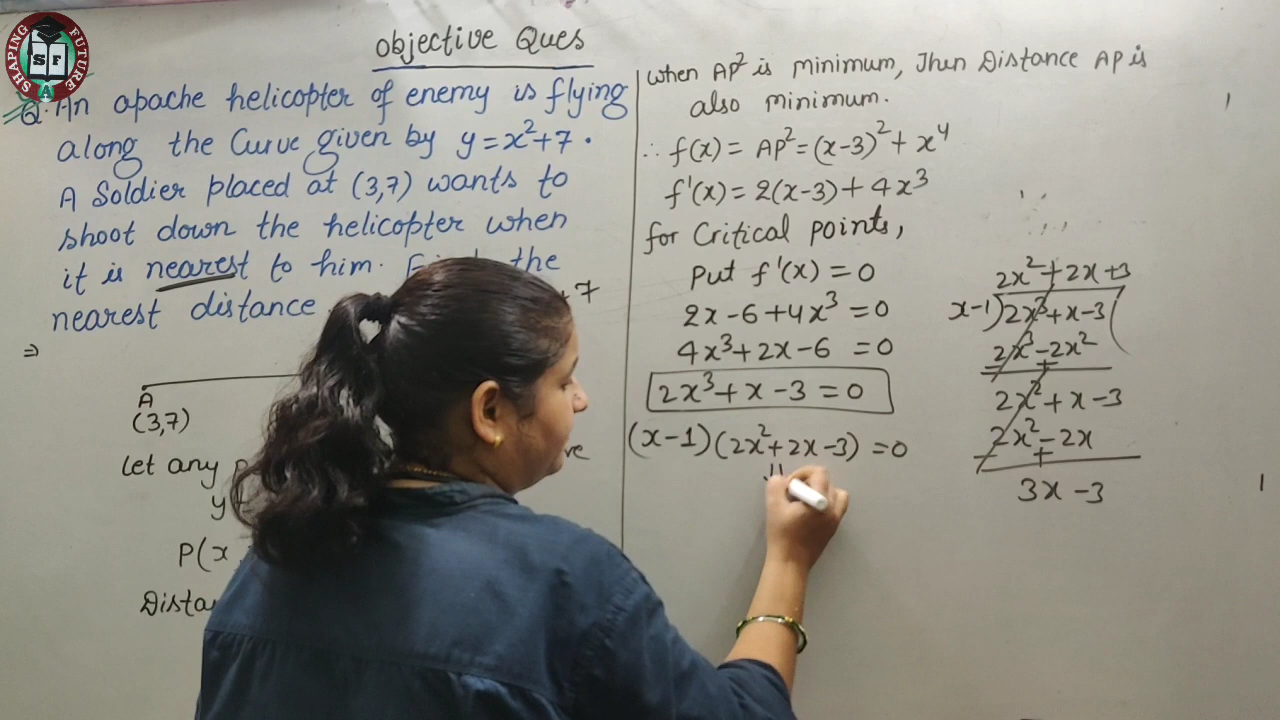 SHAPING FUTURE
S F
objective Ques
Q. An apache helicopter of enemy is flying
along the Curve given by y = x²+7.
A Soldier placed at (3,7) wants to
shoot down the helicopter when
it is nearest to him. the
nearest distance.
+7
⇒
A
(3,7)
Let any
y
P(x
when AP² is minimum, Then Distance AP is
also minimum.
∴ f(x) = AP² = (x-3)² + x⁴
f'(x) = 2(x-3) + 4x³
for Critical points,
Put f'(x) = 0
2x-6+4x³ = 0
4x³+2x-6 = 0
2x³+x-3 = 0
(x-1)(2x²+2x-3) = 0
2x²+2x+3
x-1)2x³+x-3(
2x³-2x²
- +
2x²+x-3
2x²-2x
- +
3x-3